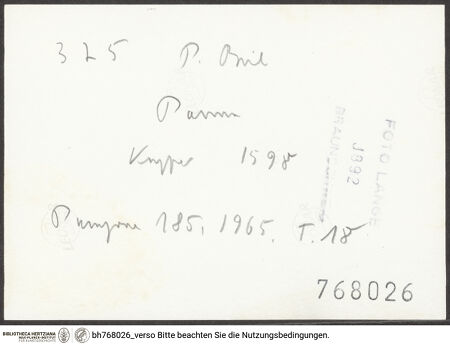 325 P. Bril
Parma
Kupfer 1598
Paragone 185, 1965, T. 18
FOTO LANGE
1892
768026
BIBLIOTHECA HERTZIANA
bh768026_verso Bitte beachten Sie die Nutzungsbedingungen.